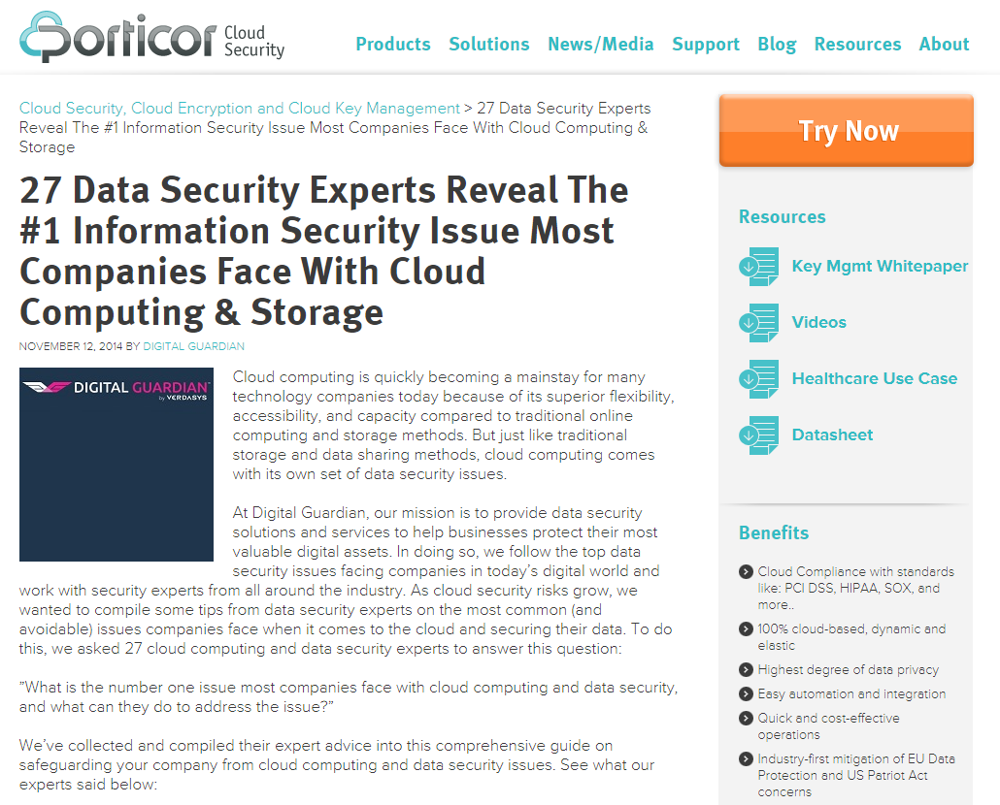 Porticor Cloud
Security
Products Solutions News/Media Support Blog Resources About
Cloud Security, Cloud Encryption and Cloud Key Management > 27 Data Security Experts
Reveal The #1 Information Security Issue Most Companies Face With Cloud Computing &
Storage
27 Data Security Experts Reveal The
#1 Information Security Issue Most
Companies Face With Cloud
Computing & Storage
NOVEMBER 12, 2014 BY DIGITAL GUARDIAN
DIGITAL GUARDIAN™
by VERDASYS
Cloud computing is quickly becoming a mainstay for many
technology companies today because of its superior flexibility,
accessibility, and capacity compared to traditional online
computing and storage methods. But just like traditional
storage and data sharing methods, cloud computing comes
with its own set of data security issues.
At Digital Guardian, our mission is to provide data security
solutions and services to help businesses protect their most
valuable digital assets. In doing so, we follow the top data
security issues facing companies in today’s digital world and
work with security experts from all around the industry. As cloud security risks grow, we
wanted to compile some tips from data security experts on the most common (and
avoidable) issues companies face when it comes to the cloud and securing their data. To do
this, we asked 27 cloud computing and data security experts to answer this question:
”What is the number one issue most companies face with cloud computing and data security,
and what can they do to address the issue?”
We’ve collected and compiled their expert advice into this comprehensive guide on
safeguarding your company from cloud computing and data security issues. See what our
experts said below:
Try Now
Resources
Key Mgmt Whitepaper
Videos
Healthcare Use Case
Datasheet
Benefits
Cloud Compliance with standards
like: PCI DSS, HIPAA, SOX, and
more..
100% cloud-based, dynamic and
elastic
Highest degree of data privacy
Easy automation and integration
Quick and cost-effective
operations
Industry-first mitigation of EU Data
Protection and US Patriot Act
concerns